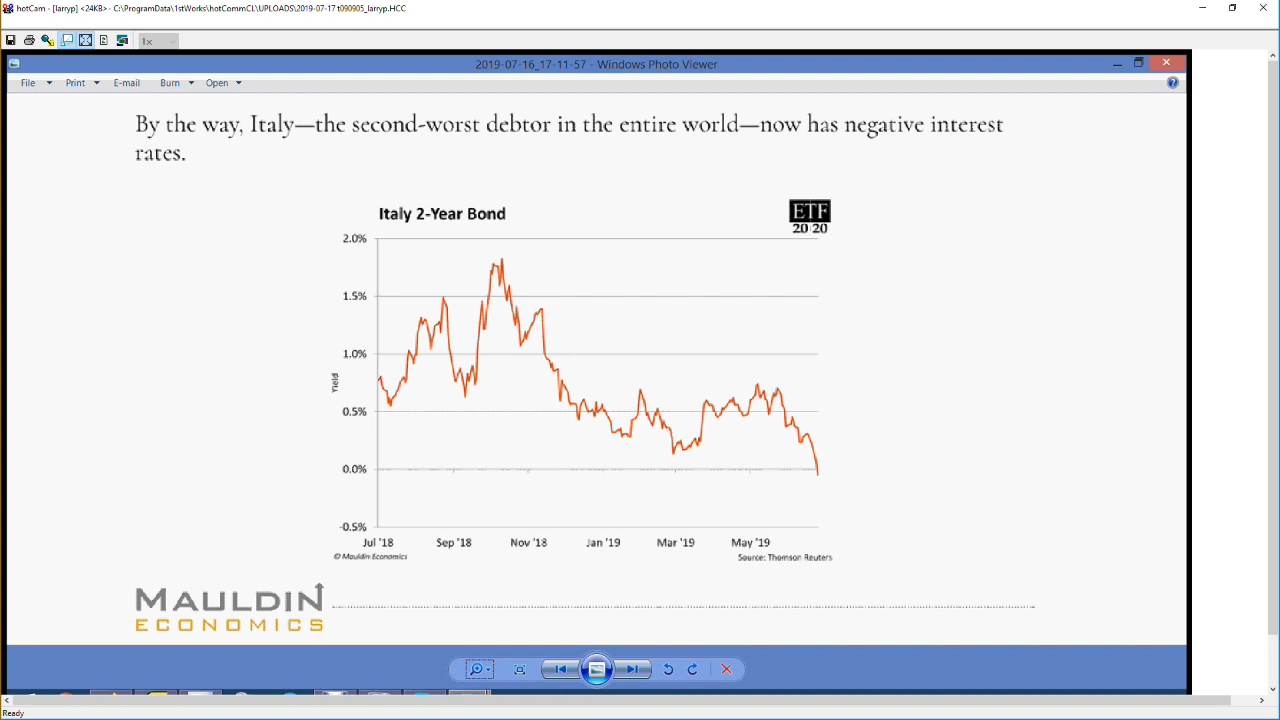 hotCam - [larryp] <24KB> - C:\ProgramData\1stWorks\hotCommCL\UPLOADS\2019-07-17 t090905_larryp.HCC
1x
2019-07-16_17-11-57 - Windows Photo Viewer
File Print E-mail Burn Open
By the way, Italy—the second-worst debtor in the entire world—now has negative interest
rates.
Italy 2-Year Bond
ETF
20 20
2.0%
1.5%
1.0%
Yield
0.5%
0.0%
-0.5%
Jul '18 Sep '18 Nov '18 Jan '19 Mar '19 May '19
© Mauldin Economics Source: Thomson Reuters
MAULDIN
ECONOMICS
Ready